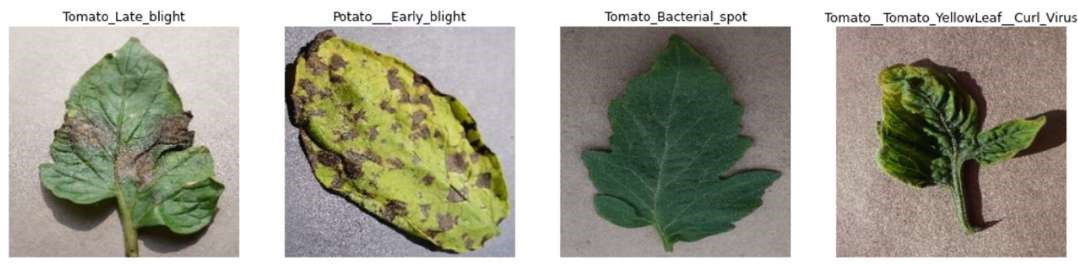 Tomato_Late_blight
Potato___Early_blight
Tomato_Bacterial_spot
Tomato__Tomato_YellowLeaf__Curl_Virus